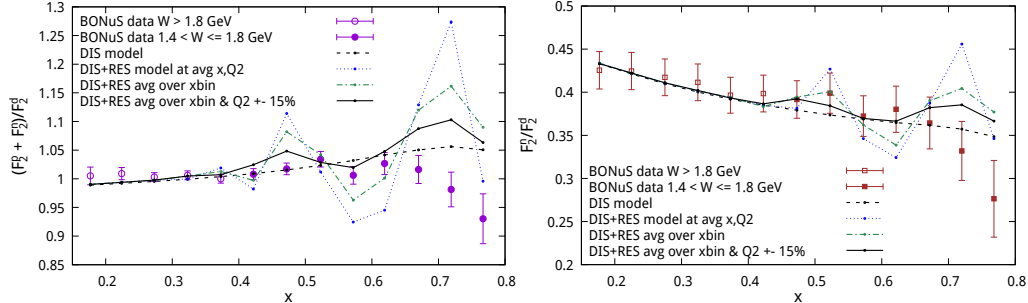 BONuS data W > 1.8 GeV
BONuS data 1.4 < W <= 1.8 GeV
DIS model
DIS+RES model at avg x,Q2
DIS+RES avg over xbin
DIS+RES avg over xbin & Q2 +- 15%
(F₂ⁿ + F₂ᵖ)/F₂ᵈ
1.3
1.25
1.2
1.15
1.1
1.05
1
0.95
0.9
0.85
0.2 0.3 0.4 0.5 0.6 0.7 0.8
x
F₂ⁿ/F₂ᵈ
0.5
0.45
0.4
0.35
0.3
0.25
0.2
BONuS data W > 1.8 GeV
BONuS data 1.4 < W <= 1.8 GeV
DIS model
DIS+RES model at avg x,Q2
DIS+RES avg over xbin
DIS+RES avg over xbin & Q2 +- 15%
0.2 0.3 0.4 0.5 0.6 0.7 0.8
x